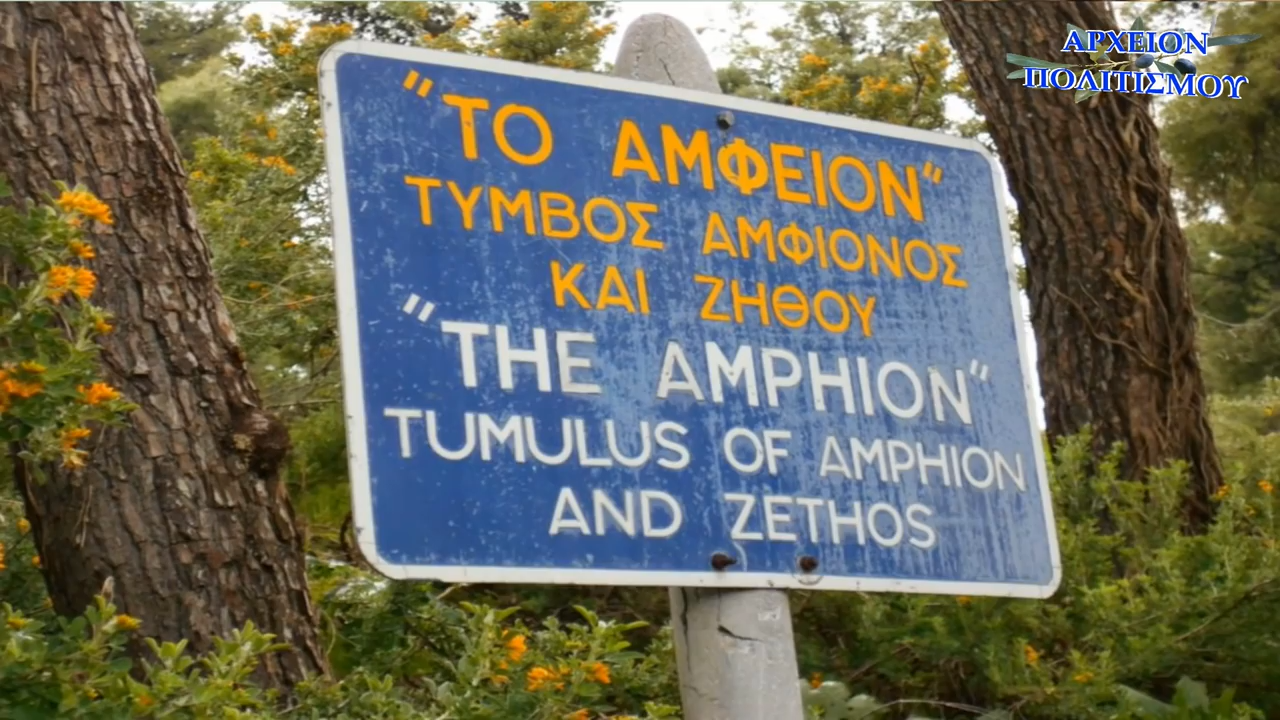 ΑΡΧΕΙΟΝ
ΠΟΛΙΤΙΣΜΟΥ
"ΤΟ ΑΜΦΕΙΟΝ"
ΤΥΜΒΟΣ ΑΜΦΙΟΝΟΣ
ΚΑΙ ΖΗΘΟΥ
"THE AMPHION"
TUMULUS OF AMPHION
AND ZETHOS